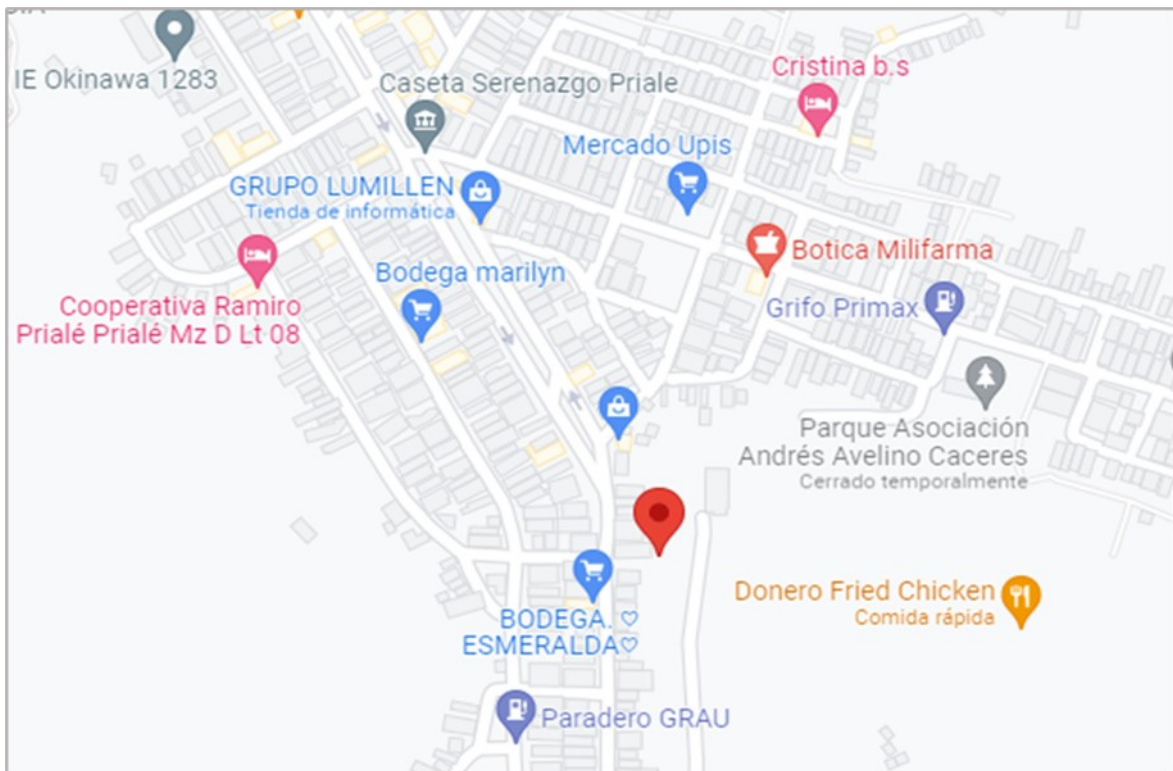 IE Okinawa 1283
Caseta Serenazgo Priale
Cristina b.s
Mercado Upis
GRUPO LUMILLEN
Tienda de informática
Botica Milifarma
Bodega marilyn
Cooperativa Ramiro
Prialé Prialé Mz D Lt 08
Grifo Primax
Parque Asociación
Andrés Avelino Caceres
Cerrado temporalmente
Donero Fried Chicken
Comida rápida
BODEGA. ♡
ESMERALDA♡
Paradero GRAU